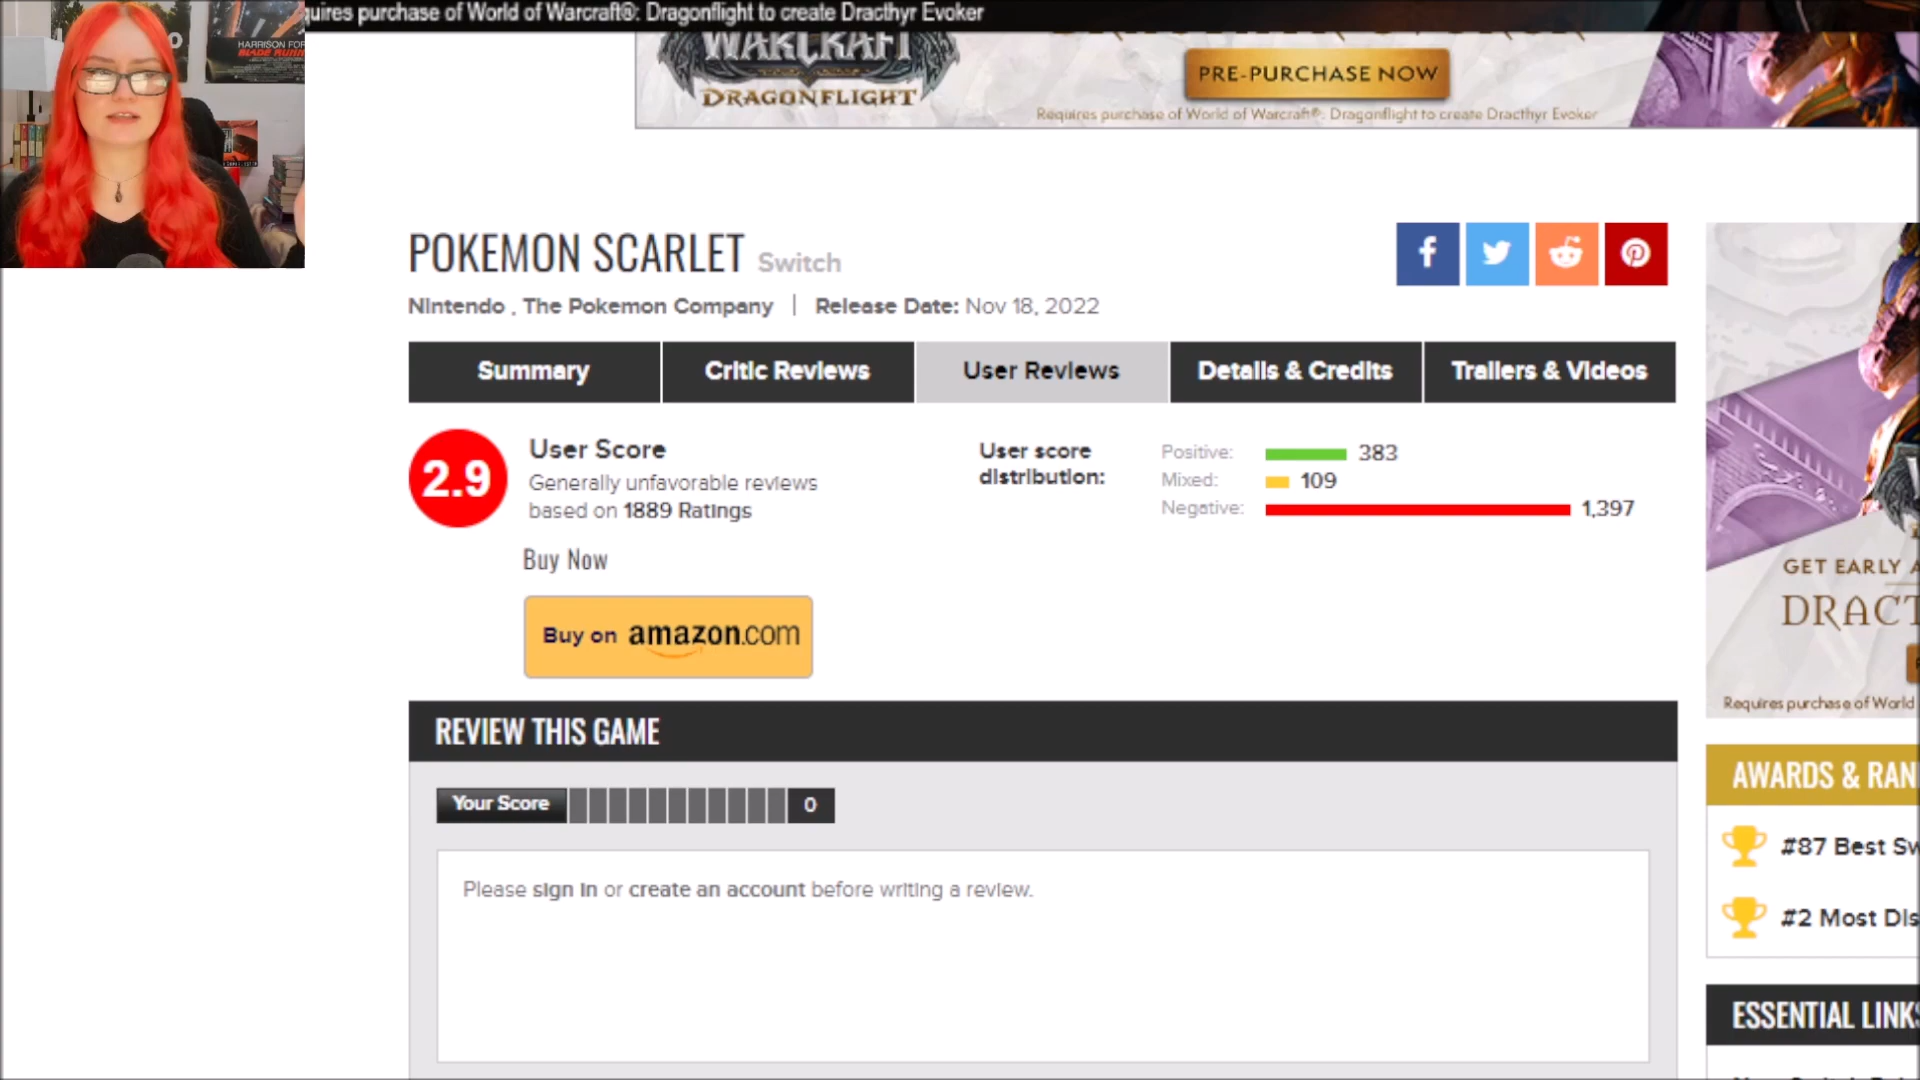 quires purchase of World of Warcraft®: Dragonflight to create Dracthyr Evoker
HARRISON FOR
BLADE RUNN
WARCRAFT
DRAGONFLIGHT
PRE-PURCHASE NOW
Requires purchase of World of Warcraft®: Dragonflight to create Dracthyr Evoker
POKEMON SCARLET Switch
Nintendo , The Pokemon Company | Release Date: Nov 18, 2022
Summary
Critic Reviews
User Reviews
Details & Credits
Trailers & Videos
2.9
User Score
Generally unfavorable reviews
based on 1889 Ratings
User score
distribution:
Positive: 383
Mixed: 109
Negative: 1,397
Buy Now
Buy on amazon.com
REVIEW THIS GAME
Your Score 0
Please sign in or create an account before writing a review.
GET EARLY A
DRACT
Requires purchase of World
AWARDS & RAN
#87 Best Sw
#2 Most Dis
ESSENTIAL LINKS